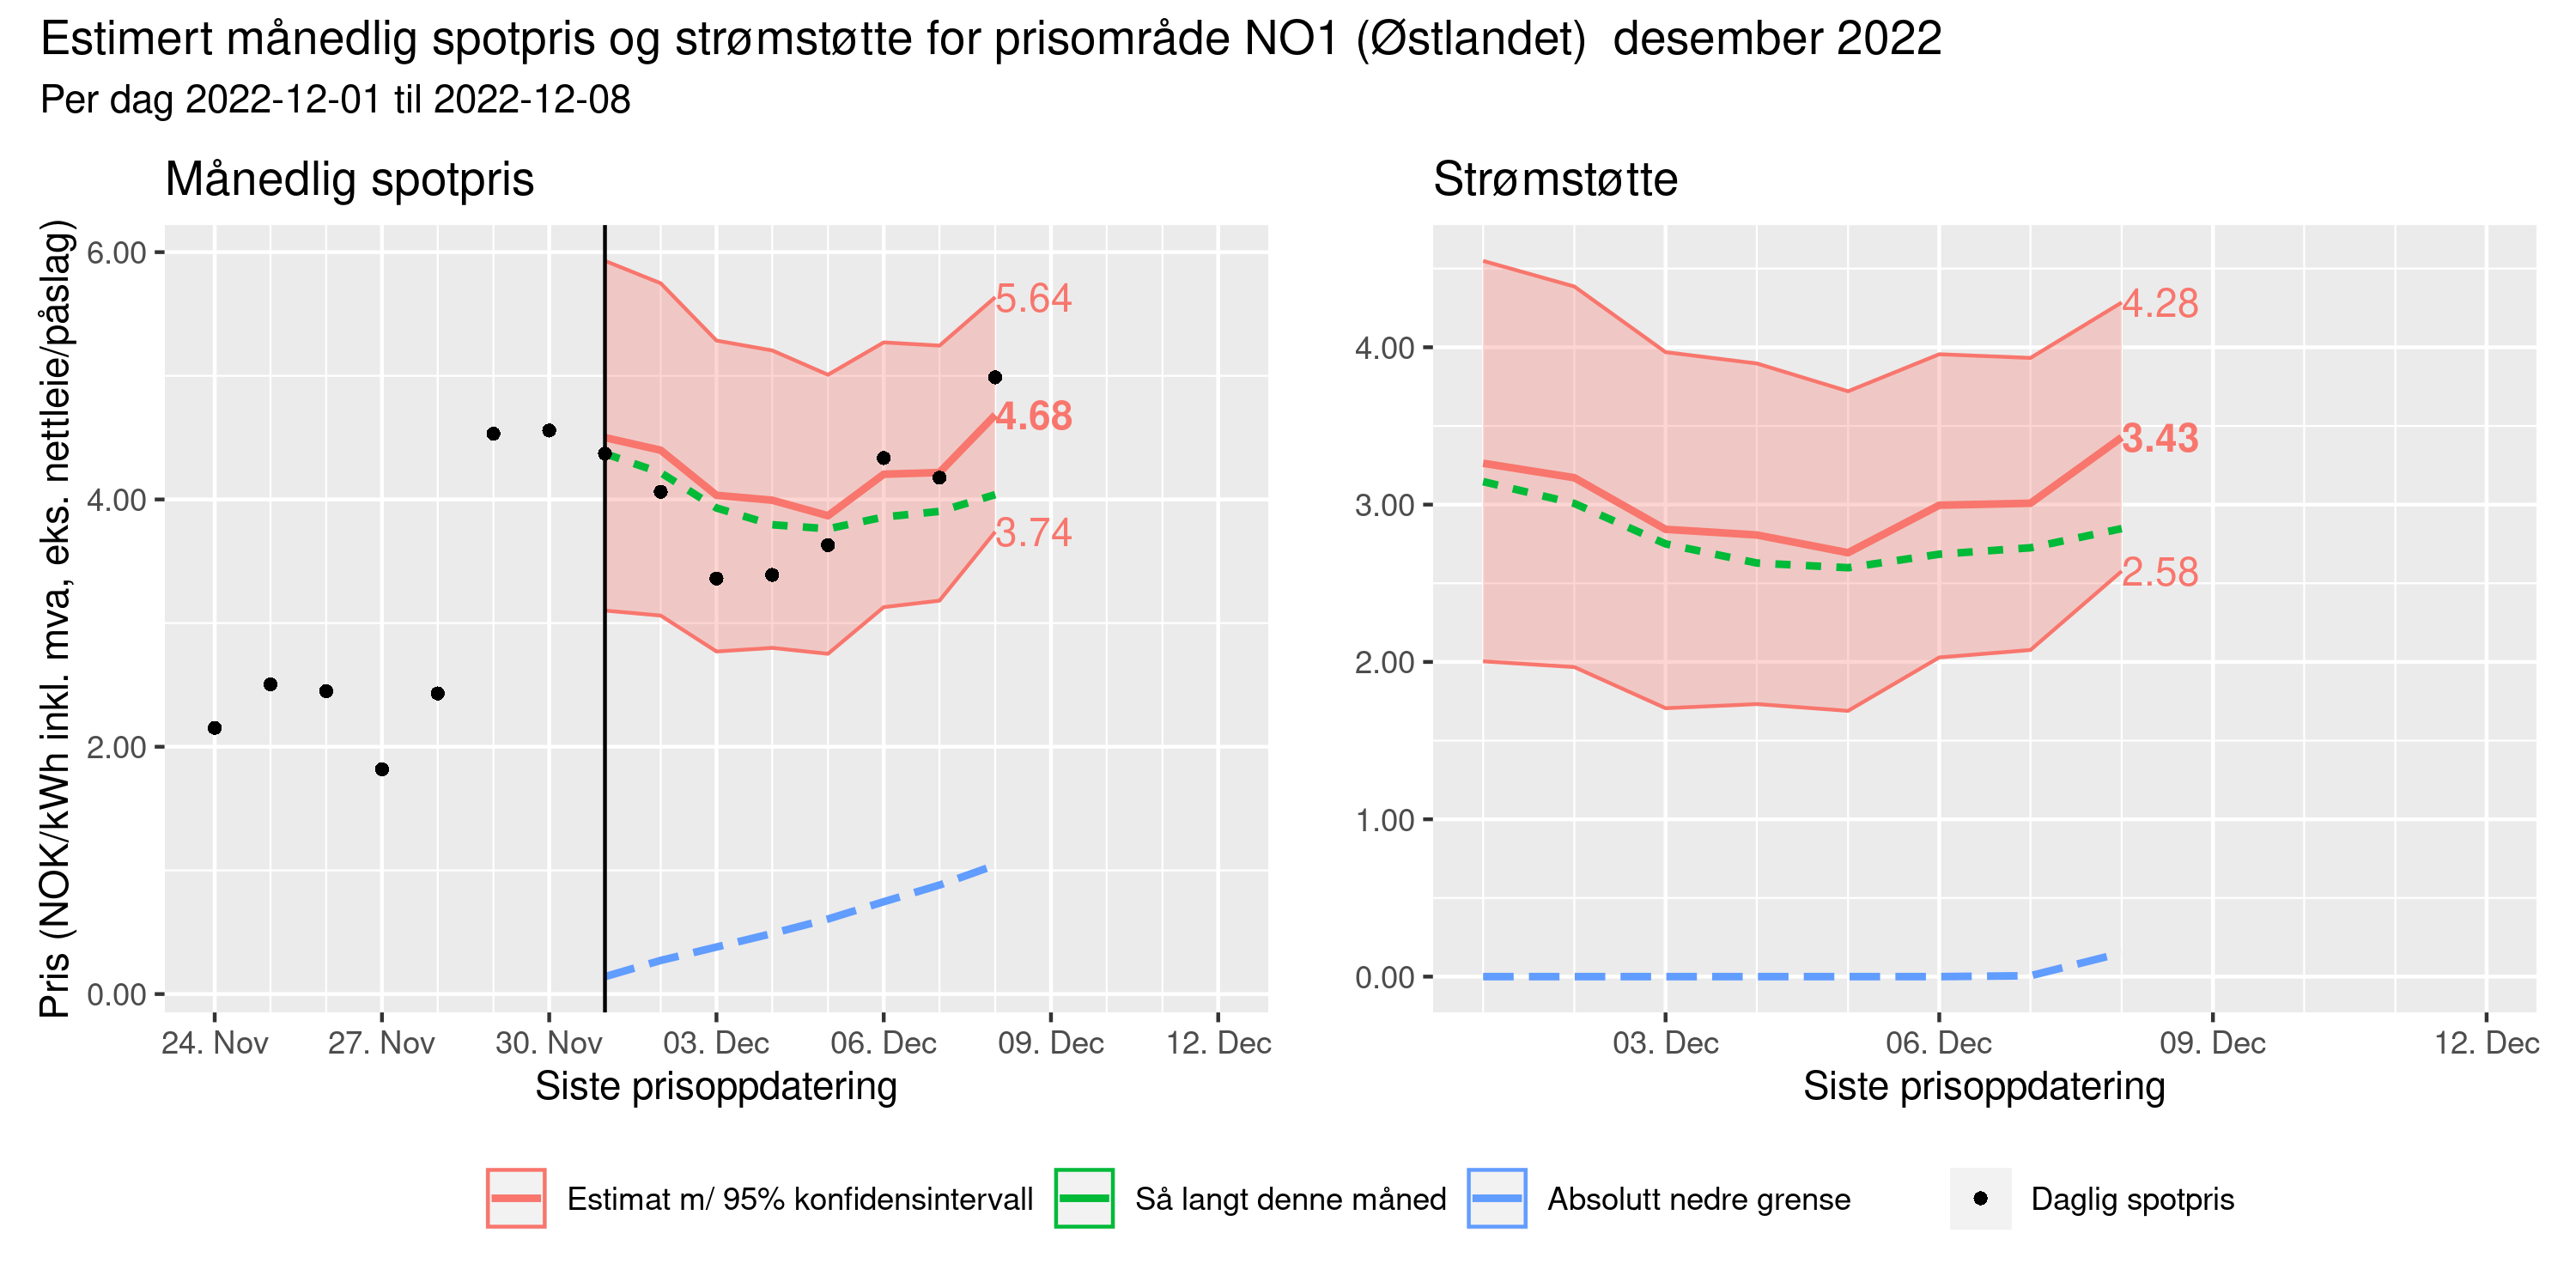 Estimert månedlig spotpris og strømstøtte for prisområde NO1 (Østlandet)  desember 2022
Per dag 2022-12-01 til 2022-12-08
Månedlig spotpris
Pris (NOK/kWh inkl. mva, eks. nettleie/påslag)
6.00
4.00
2.00
0.00
5.64
4.68
3.74
24. Nov
27. Nov
30. Nov
03. Dec
06. Dec
09. Dec
12. Dec
Siste prisoppdatering
Strømstøtte
4.00
3.00
2.00
1.00
0.00
4.28
3.43
2.58
03. Dec
06. Dec
09. Dec
12. Dec
Siste prisoppdatering
Estimat m/ 95% konfidensintervall
Så langt denne måned
Absolutt nedre grense
Daglig spotpris